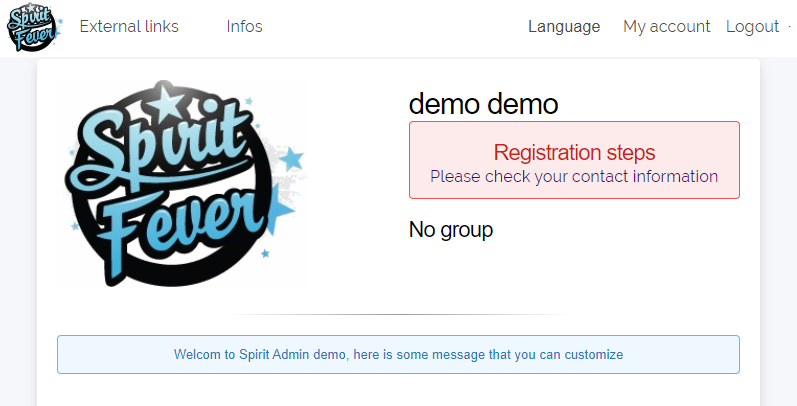 Spirit
Fever
External links
Infos
Language
My account
Logout
Spirit
Fever
demo demo
Registration steps
Please check your contact information
No group
Welcom to Spirit Admin demo, here is some message that you can customize